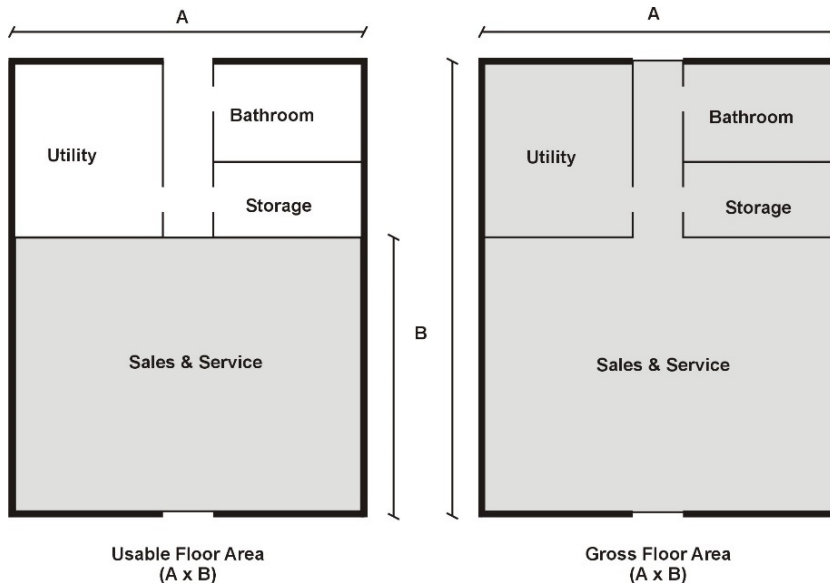 A
Utility
Bathroom
Storage
Sales & Service
B
Usable Floor Area
(A x B)
A
Utility
Bathroom
Storage
Sales & Service
Gross Floor Area
(A x B)